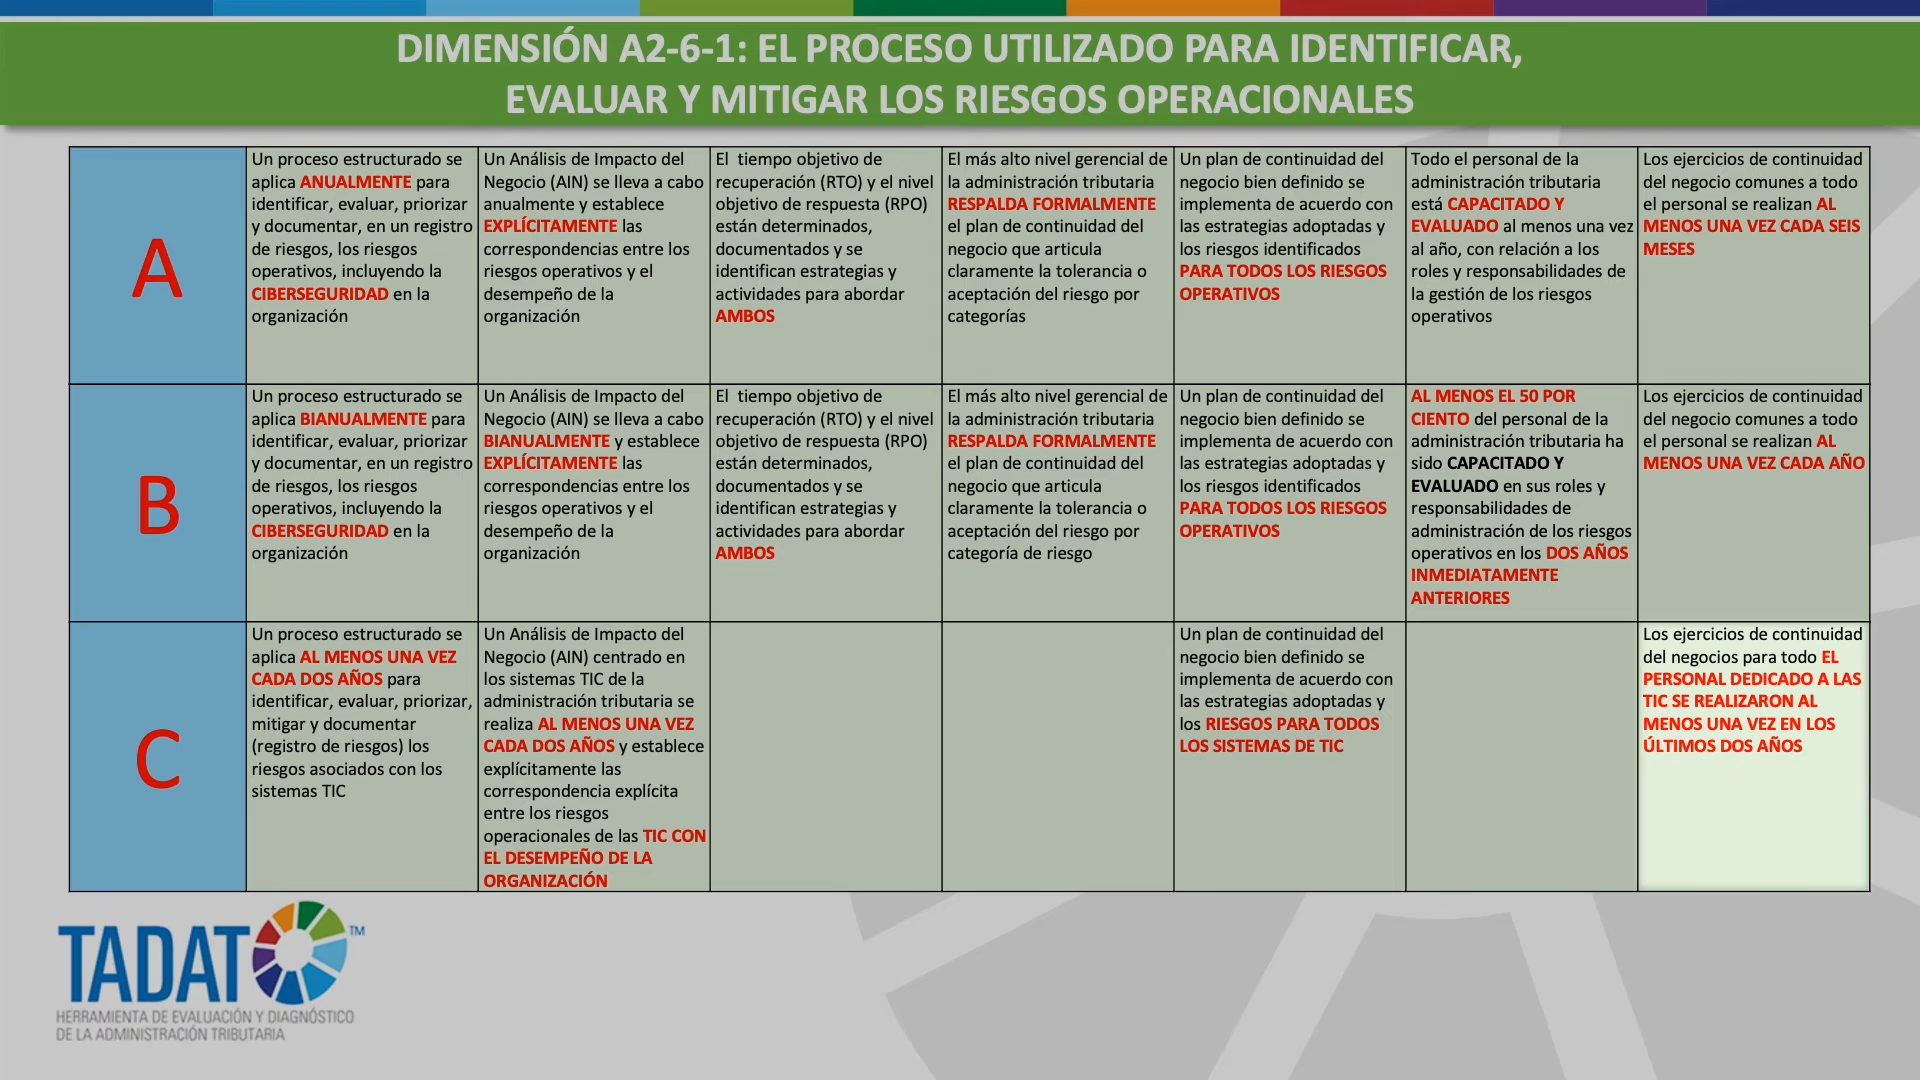 DIMENSIÓN A2-6-1: EL PROCESO UTILIZADO PARA IDENTIFICAR,
EVALUAR Y MITIGAR LOS RIESGOS OPERACIONALES
A
Un proceso estructurado se
aplica ANUALMENTE para
identificar, evaluar, priorizar
y documentar, en un registro
de riesgos, los riesgos
operativos, incluyendo la
CIBERSEGURIDAD en la
organización
Un Análisis de Impacto del
Negocio (AIN) se lleva a cabo
anualmente y establece
EXPLÍCITAMENTE las
correspondencias entre los
riesgos operativos y el
desempeño de la
organización
El tiempo objetivo de
recuperación (RTO) y el nivel
objetivo de respuesta (RPO)
están determinados,
documentados y se
identifican estrategias y
actividades para abordar
AMBOS
El más alto nivel gerencial de
la administración tributaria
RESPALDA FORMALMENTE
el plan de continuidad del
negocio que articula
claramente la tolerancia o
aceptación del riesgo por
categorías
Un plan de continuidad del
negocio bien definido se
implementa de acuerdo con
las estrategias adoptadas y
los riesgos identificados
PARA TODOS LOS RIESGOS
OPERATIVOS
Todo el personal de la
administración tributaria
está CAPACITADO Y
EVALUADO al menos una vez
al año, con relación a los
roles y responsabilidades de
la gestión de los riesgos
operativos
Los ejercicios de continuidad
del negocio comunes a todo
el personal se realizan AL
MENOS UNA VEZ CADA SEIS
MESES
B
Un proceso estructurado se
aplica BIANUALMENTE para
identificar, evaluar, priorizar
y documentar, en un registro
de riesgos, los riesgos
operativos, incluyendo la
CIBERSEGURIDAD en la
organización
Un Análisis de Impacto del
Negocio (AIN) se lleva a cabo
BIANUALMENTE y establece
EXPLÍCITAMENTE las
correspondencias entre los
riesgos operativos y el
desempeño de la
organización
El tiempo objetivo de
recuperación (RTO) y el nivel
objetivo de respuesta (RPO)
están determinados,
documentados y se
identifican estrategias y
actividades para abordar
AMBOS
El más alto nivel gerencial de
la administración tributaria
RESPALDA FORMALMENTE
el plan de continuidad del
negocio que articula
claramente la tolerancia o
aceptación del riesgo por
categoría de riesgo
Un plan de continuidad del
negocio bien definido se
implementa de acuerdo con
las estrategias adoptadas y
los riesgos identificados
PARA TODOS LOS RIESGOS
OPERATIVOS
AL MENOS EL 50 POR
CIENTO del personal de la
administración tributaria ha
sido CAPACITADO Y
EVALUADO en sus roles y
responsabilidades de
administración de los riesgos
operativos en los DOS AÑOS
INMEDIATAMENTE
ANTERIORES
Los ejercicios de continuidad
del negocio comunes a todo
el personal se realizan AL
MENOS UNA VEZ CADA AÑO
C
Un proceso estructurado se
aplica AL MENOS UNA VEZ
CADA DOS AÑOS para
identificar, evaluar, priorizar,
mitigar y documentar
(registro de riesgos) los
riesgos asociados con los
sistemas TIC
Un Análisis de Impacto del
Negocio (AIN) centrado en
los sistemas TIC de la
administración tributaria se
realiza AL MENOS UNA VEZ
CADA DOS AÑOS y establece
explícitamente las
correspondencia explícita
entre los riesgos
operacionales de las TIC CON
EL DESEMPEÑO DE LA
ORGANIZACIÓN
Un plan de continuidad del
negocio bien definido se
implementa de acuerdo con
las estrategias adoptadas y
los RIESGOS PARA TODOS
LOS SISTEMAS DE TIC
Los ejercicios de continuidad
del negocios para todo EL
PERSONAL DEDICADO A LAS
TIC SE REALIZARON AL
MENOS UNA VEZ EN LOS
ÚLTIMOS DOS AÑOS
TADAT™
HERRAMIENTA DE EVALUACIÓN Y DIAGNÓSTICO
DE LA ADMINISTRACIÓN TRIBUTARIA